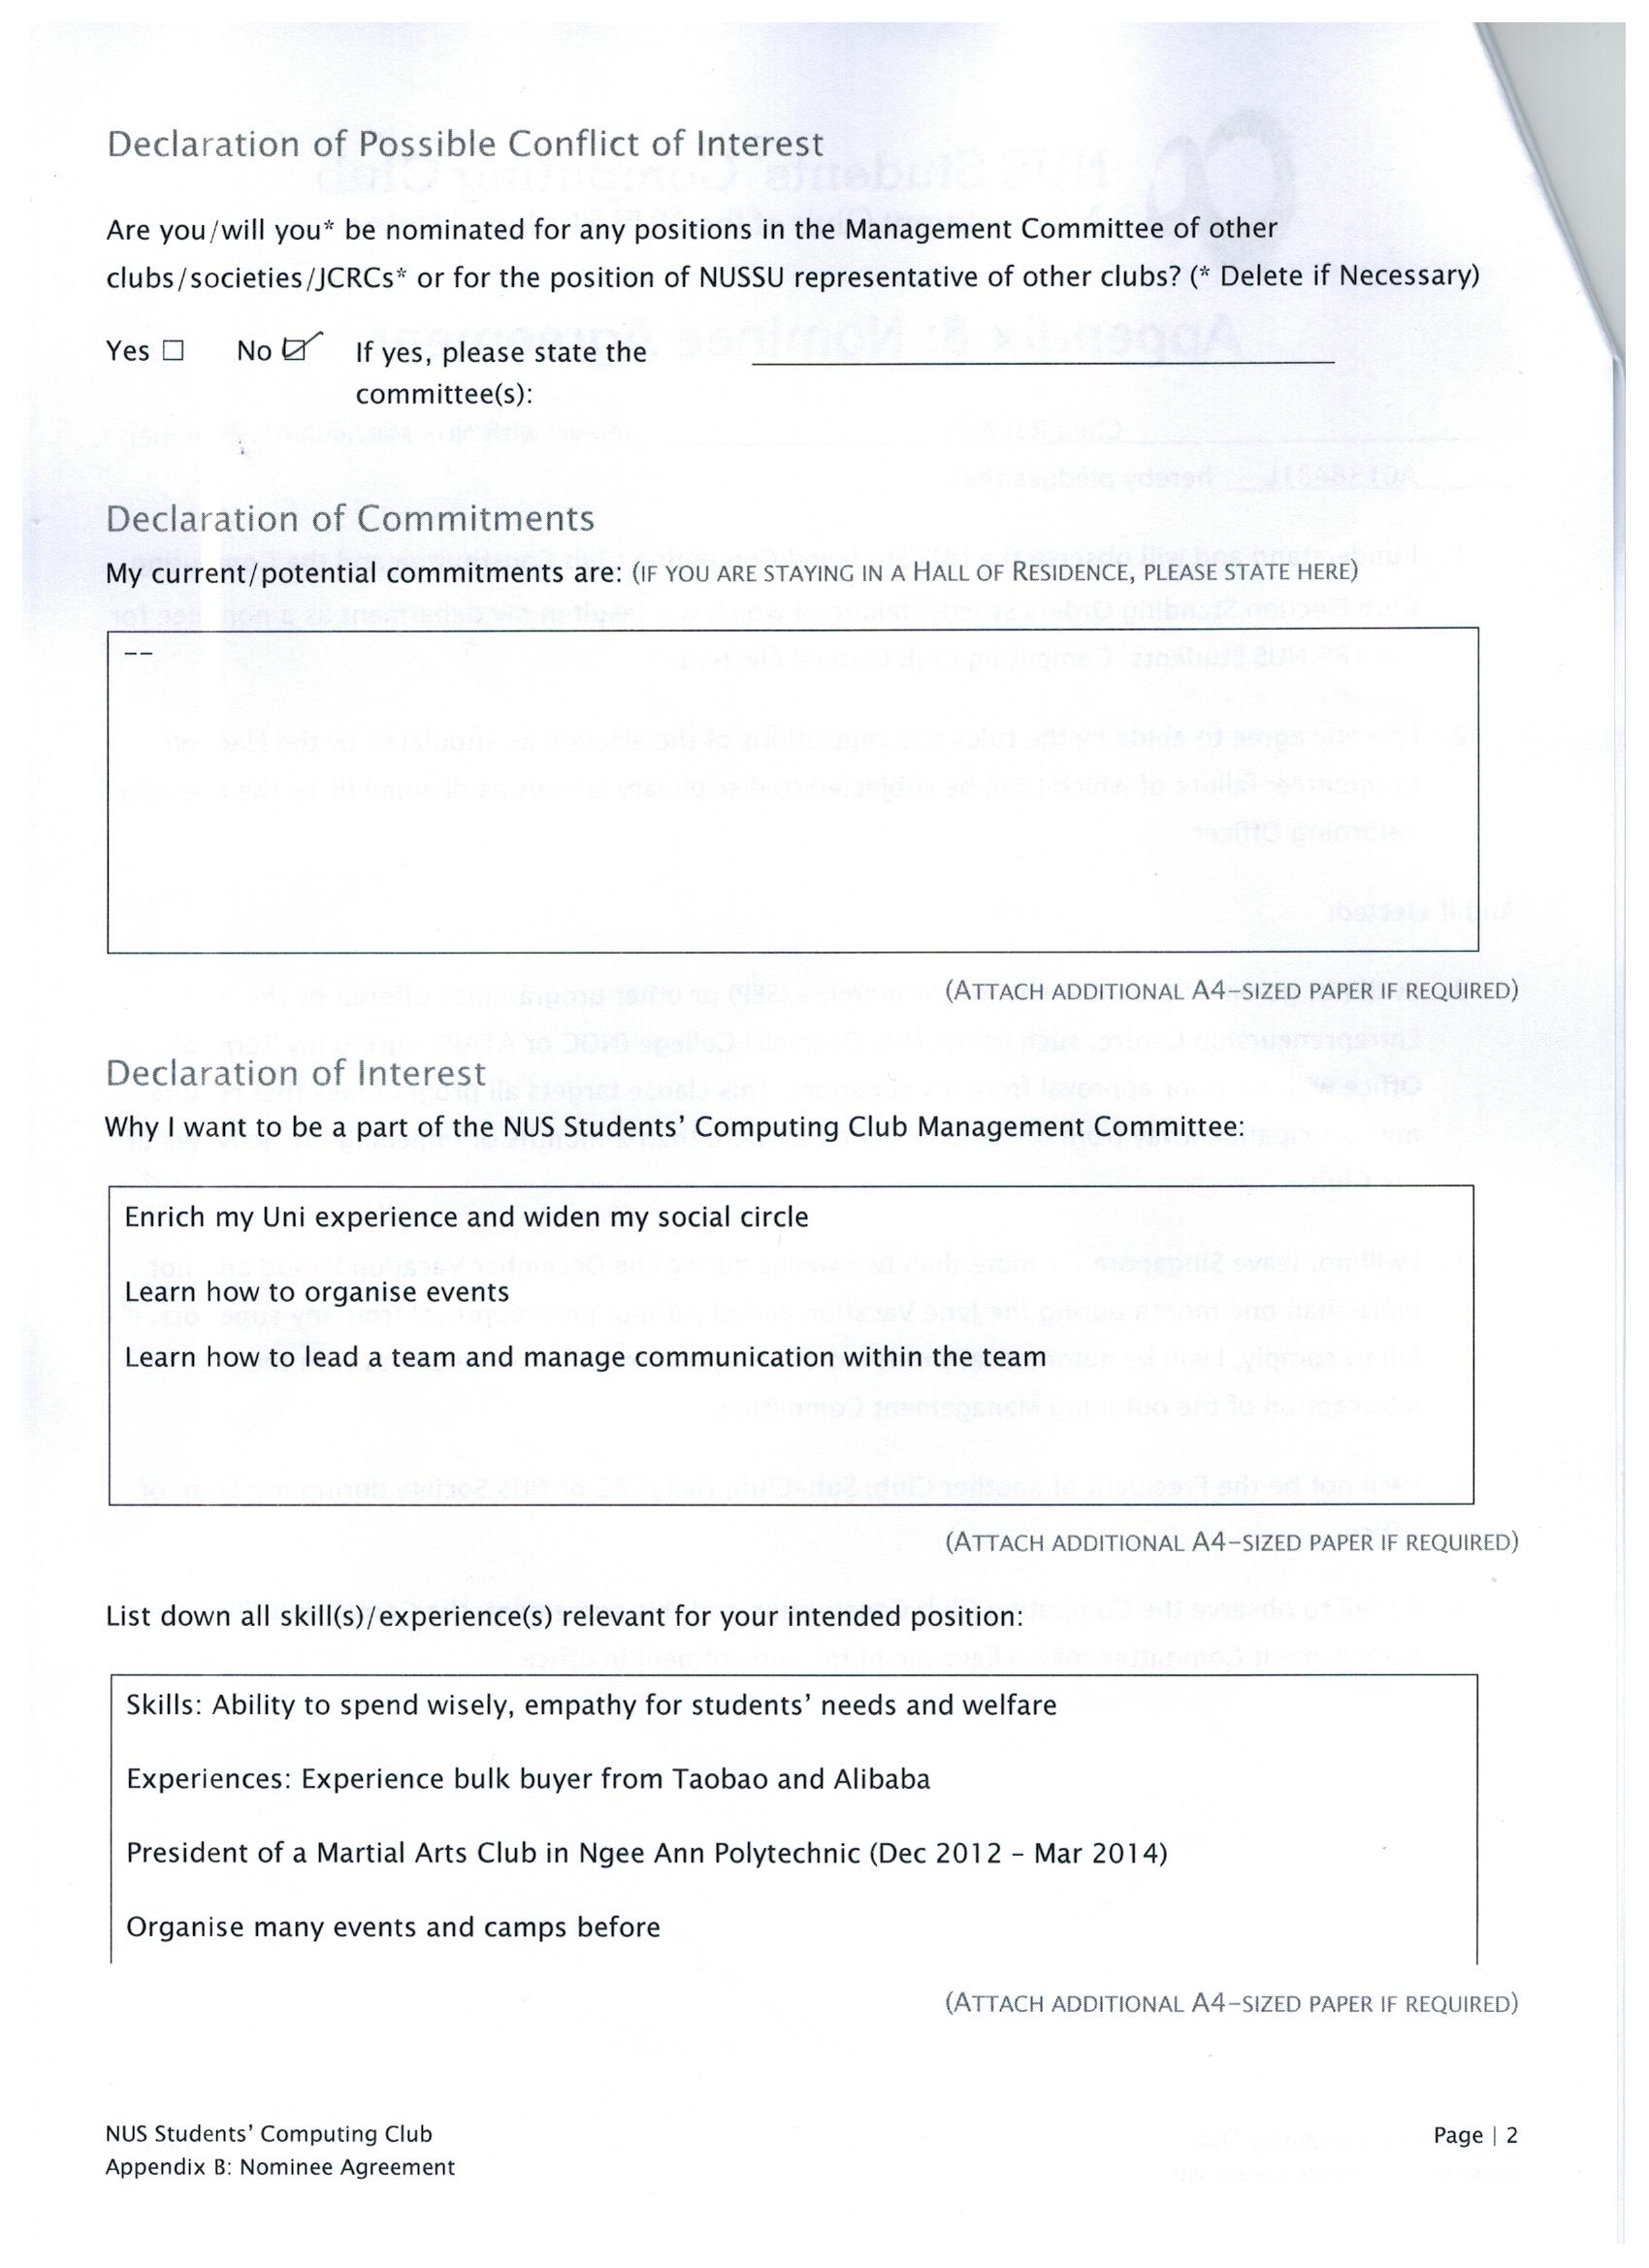 Declaration of Possible Conflict of Interest
Are you/will you* be nominated for any positions in the Management Committee of other
clubs/societies/JCRCs* or for the position of NUSSU representative of other clubs? (* Delete if Necessary)
Yes ☐ No ☑ If yes, please state the
committee(s):
Declaration of Commitments
My current/potential commitments are: (IF YOU ARE STAYING IN A HALL OF RESIDENCE, PLEASE STATE HERE)
--
(ATTACH ADDITIONAL A4-SIZED PAPER IF REQUIRED)
Declaration of Interest
Why I want to be a part of the NUS Students' Computing Club Management Committee:
Enrich my Uni experience and widen my social circle
Learn how to organise events
Learn how to lead a team and manage communication within the team
(ATTACH ADDITIONAL A4-SIZED PAPER IF REQUIRED)
List down all skill(s)/experience(s) relevant for your intended position:
Skills: Ability to spend wisely, empathy for students' needs and welfare
Experiences: Experience bulk buyer from Taobao and Alibaba
President of a Martial Arts Club in Ngee Ann Polytechnic (Dec 2012 – Mar 2014)
Organise many events and camps before
(ATTACH ADDITIONAL A4-SIZED PAPER IF REQUIRED)
NUS Students' Computing Club
Appendix B: Nominee Agreement
Page | 2